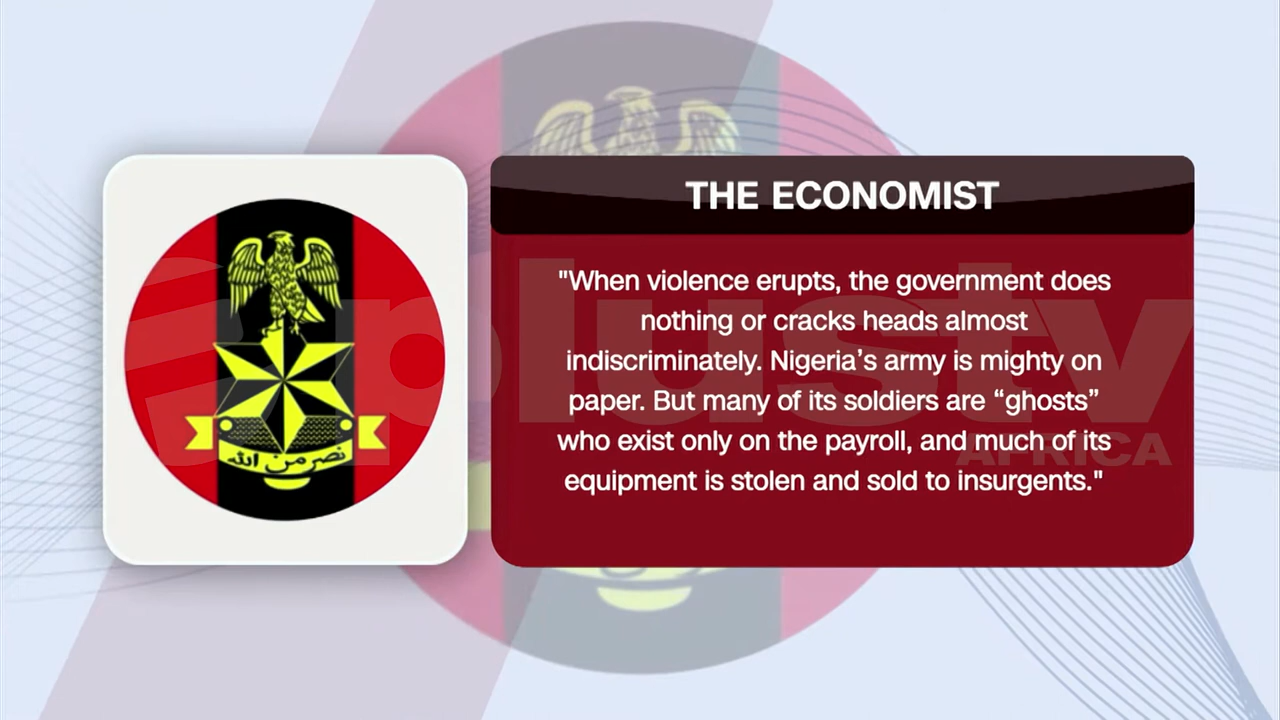 THE ECONOMIST
"When violence erupts, the government does
nothing or cracks heads almost
indiscriminately. Nigeria’s army is mighty on
paper. But many of its soldiers are “ghosts”
who exist only on the payroll, and much of its
equipment is stolen and sold to insurgents."
نصر من الله
plustv
AFRICA